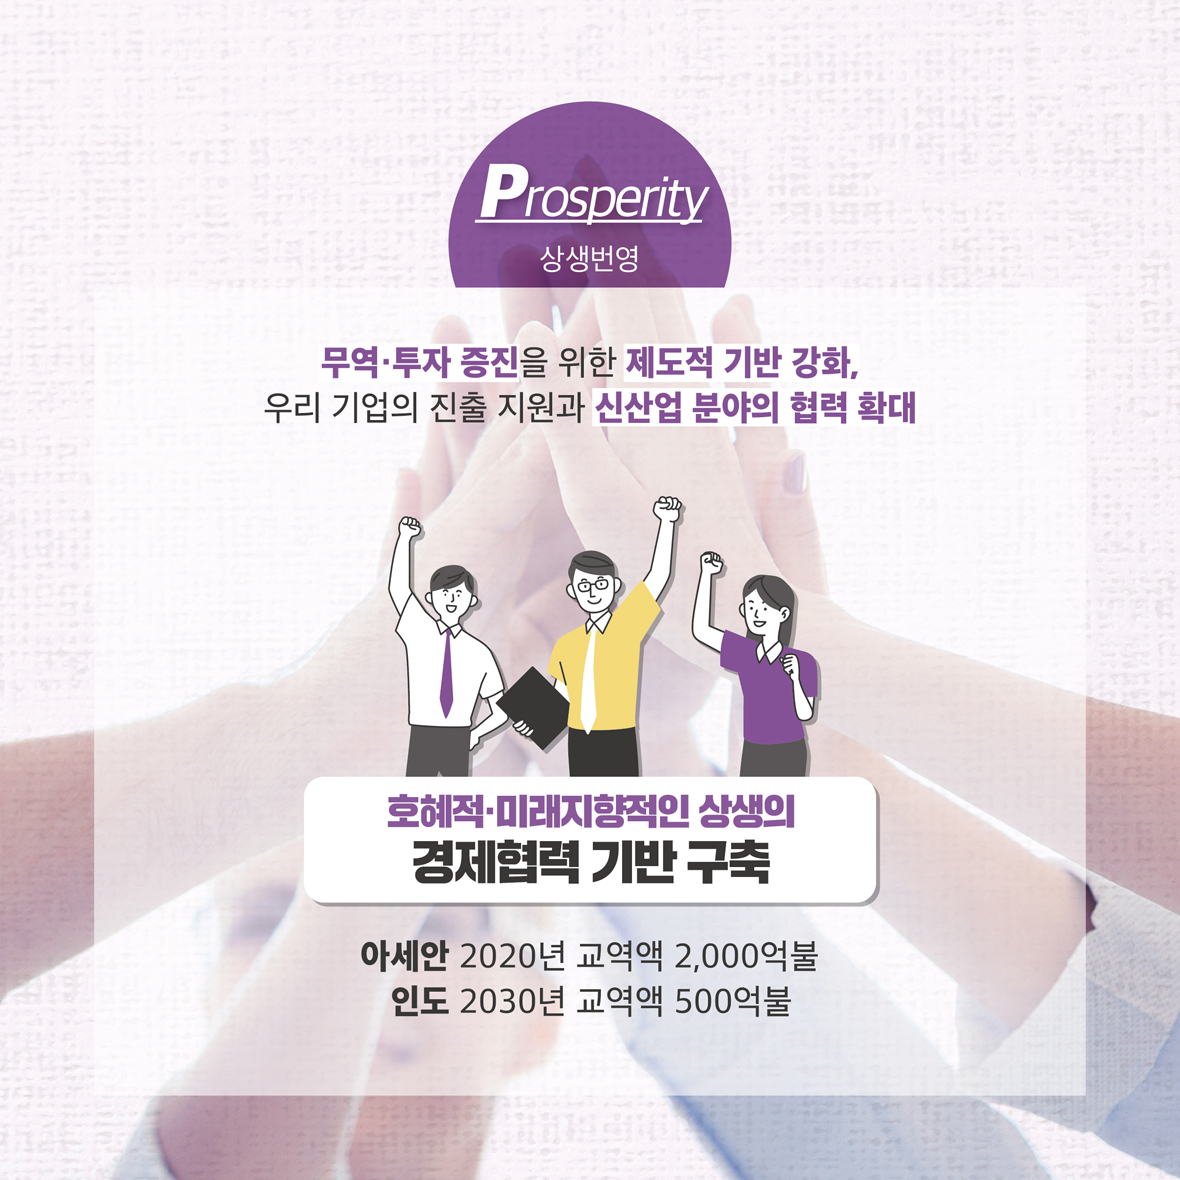 Prosperity
상생번영
무역·투자 증진을 위한 제도적 기반 강화,
우리 기업의 진출 지원과 신산업 분야의 협력 확대
호혜적·미래지향적인 상생의
경제협력 기반 구축
아세안 2020년 교역액 2,000억불
인도 2030년 교역액 500억불